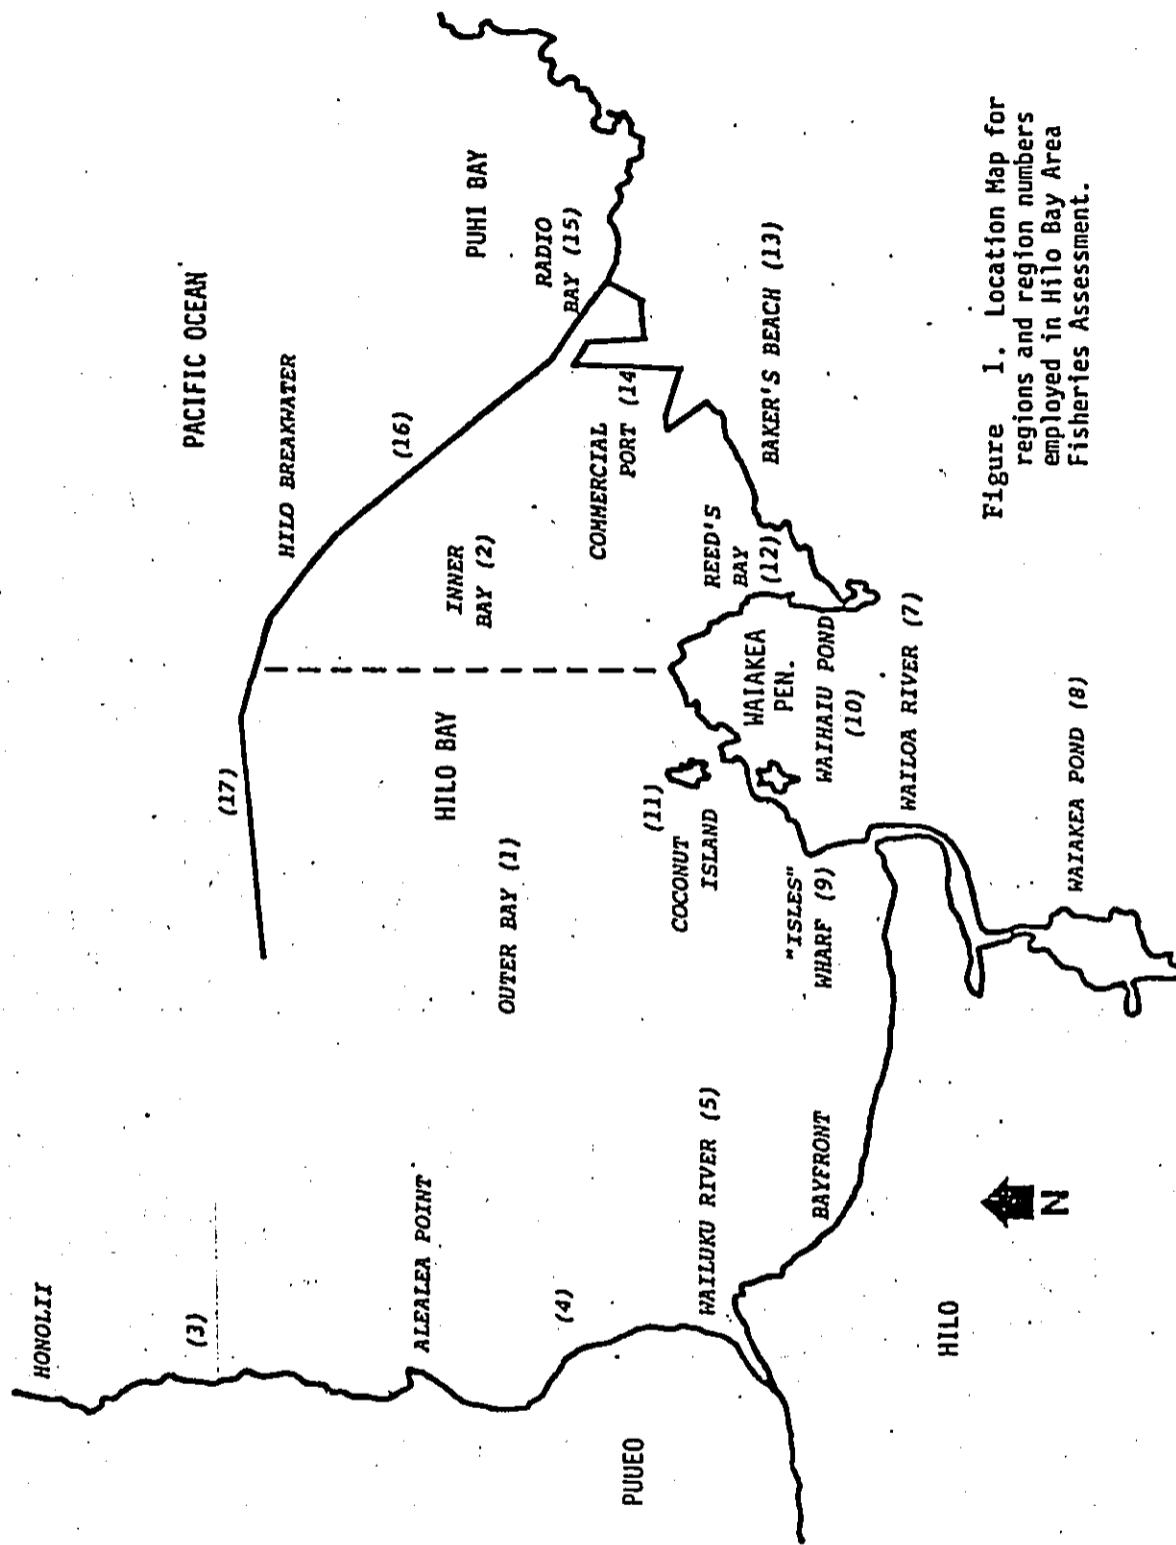 HONOLII
(3)
ALEALEA POINT
(4)
PUUEO
WAILUKU RIVER (5)
BAYFRONT
HILO
N
PACIFIC OCEAN
HILO BREAKWATER
(17)
(16)
HILO BAY
OUTER BAY (1)
INNER
BAY (2)
PUHI BAY
RADIO
BAY (15)
COMMERCIAL
PORT (14
BAKER'S BEACH (13)
REED'S
BAY
(12)
WAIAKEA
PEN.
(11)
COCONUT
ISLAND
"ISLES"
WHARF (9)
WAIHAIU POND
(10)
WAILOA RIVER (7)
WAIAKEA POND (8)
Figure 1. Location Map for
regions and region numbers
employed in Hilo Bay Area
Fisheries Assessment.